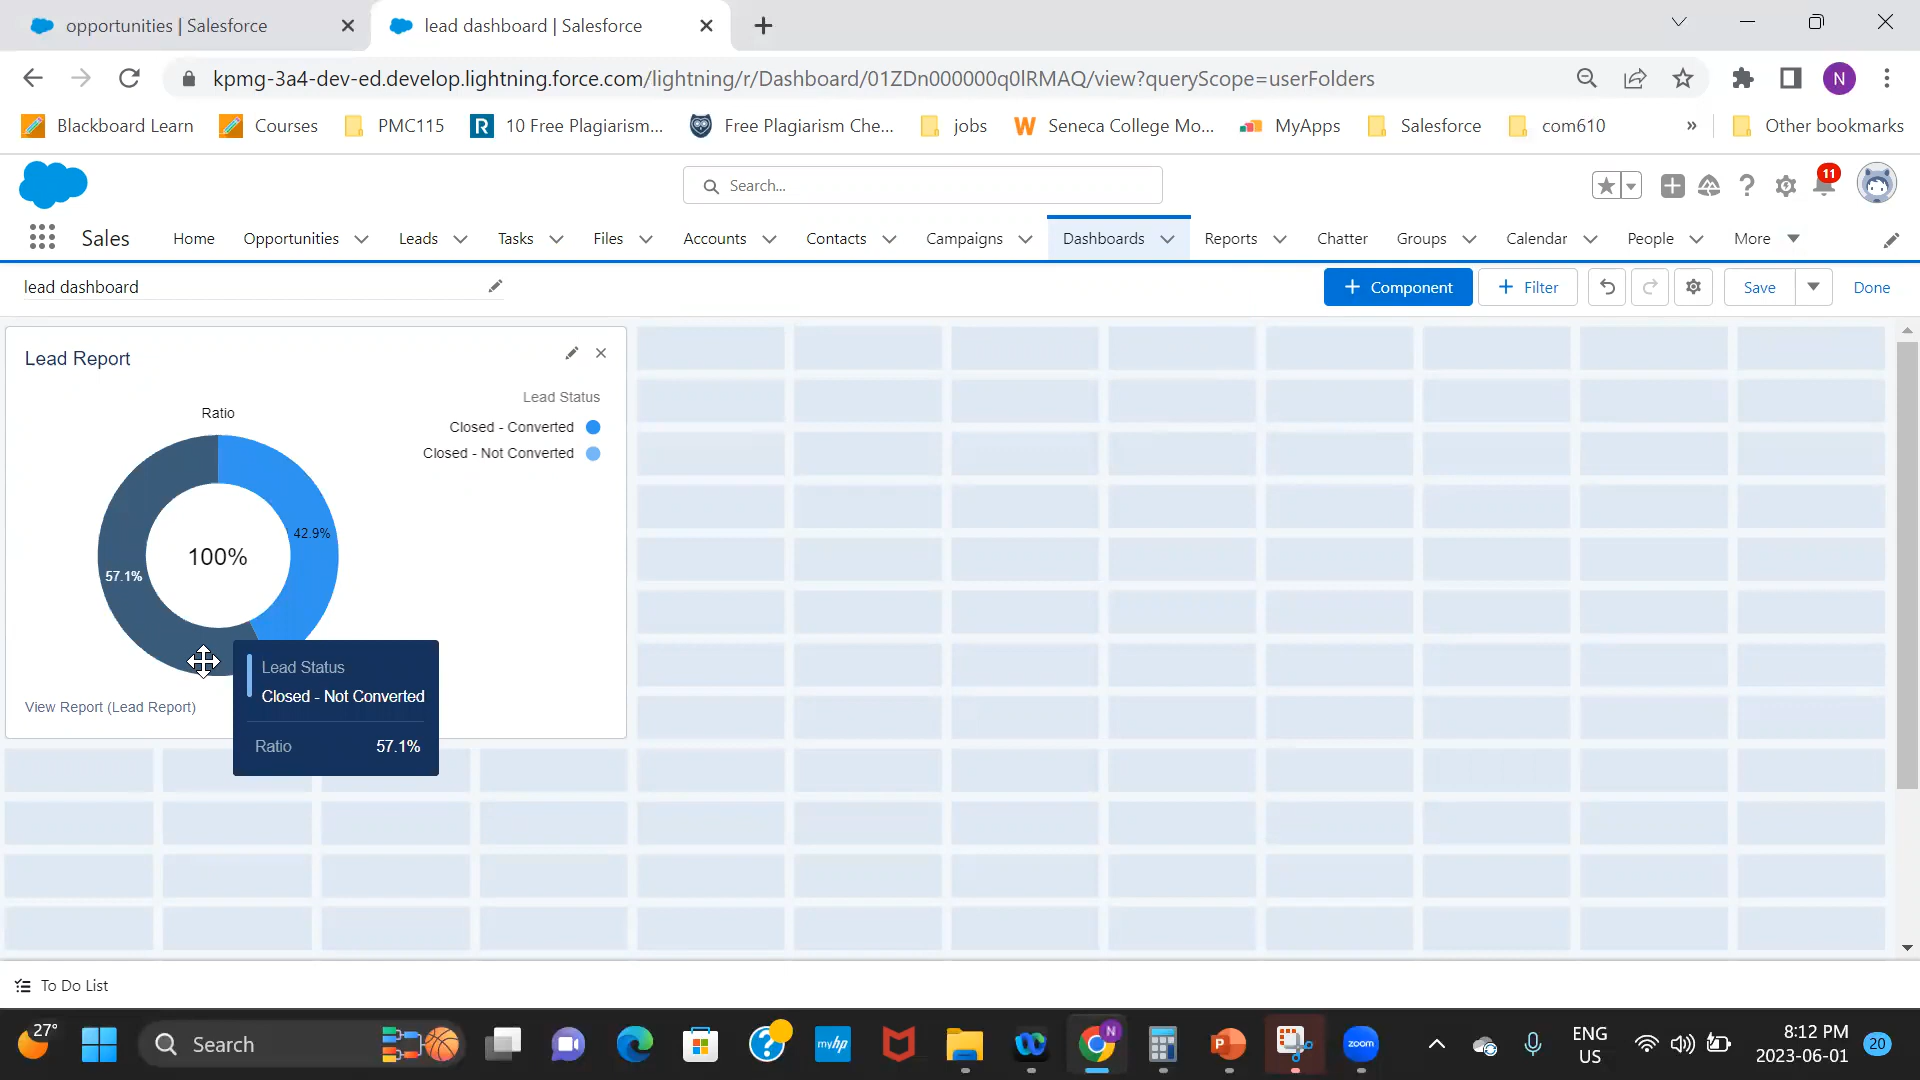 opportunities | Salesforce
lead dashboard | Salesforce
kpmg-3a4-dev-ed.develop.lightning.force.com/lightning/r/Dashboard/01ZDn000000q0lRMAQ/view?queryScope=userFolders
N
Blackboard Learn
Courses
PMC115
R
10 Free Plagiarism...
Free Plagiarism Che...
jobs
W
Seneca College Mo...
MyApps
Salesforce
com610
»
Other bookmarks
Search...
11
Sales
Home
Opportunities
Leads
Tasks
Files
Accounts
Contacts
Campaigns
Dashboards
Reports
Chatter
Groups
Calendar
People
More
lead dashboard
+ Component
+ Filter
Save
Done
Lead Report
Lead Status
Closed - Converted
Closed - Not Converted
Ratio
42.9%
100%
57.1%
Lead Status
Closed - Not Converted
Ratio 57.1%
View Report (Lead Report)
To Do List
27°
Search
myhp
N
P
zoom
ENG
US
8:12 PM
2023-06-01
20